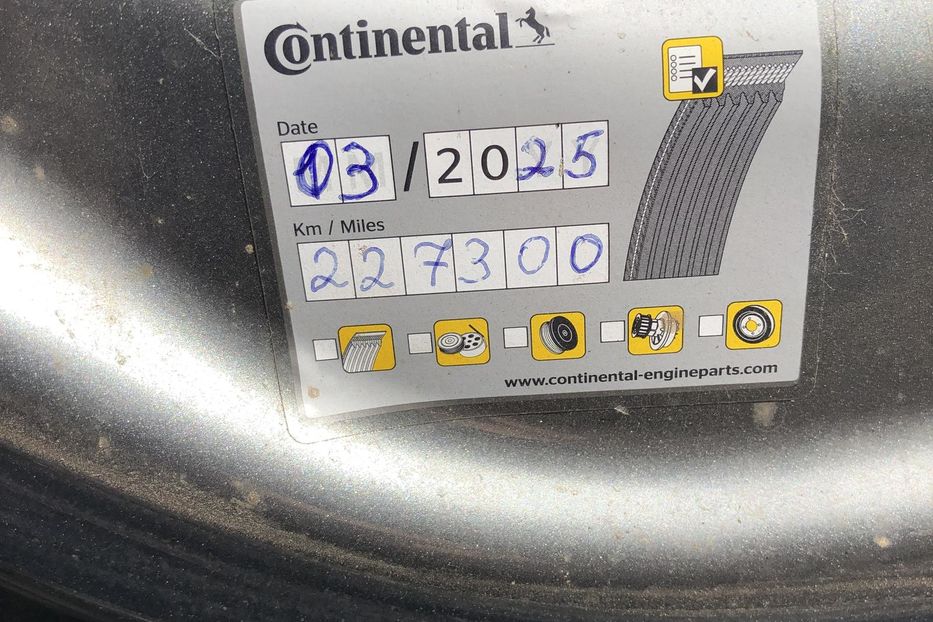 Continental
Date
03/2025
Km / Miles
227300
www.continental-engineparts.com